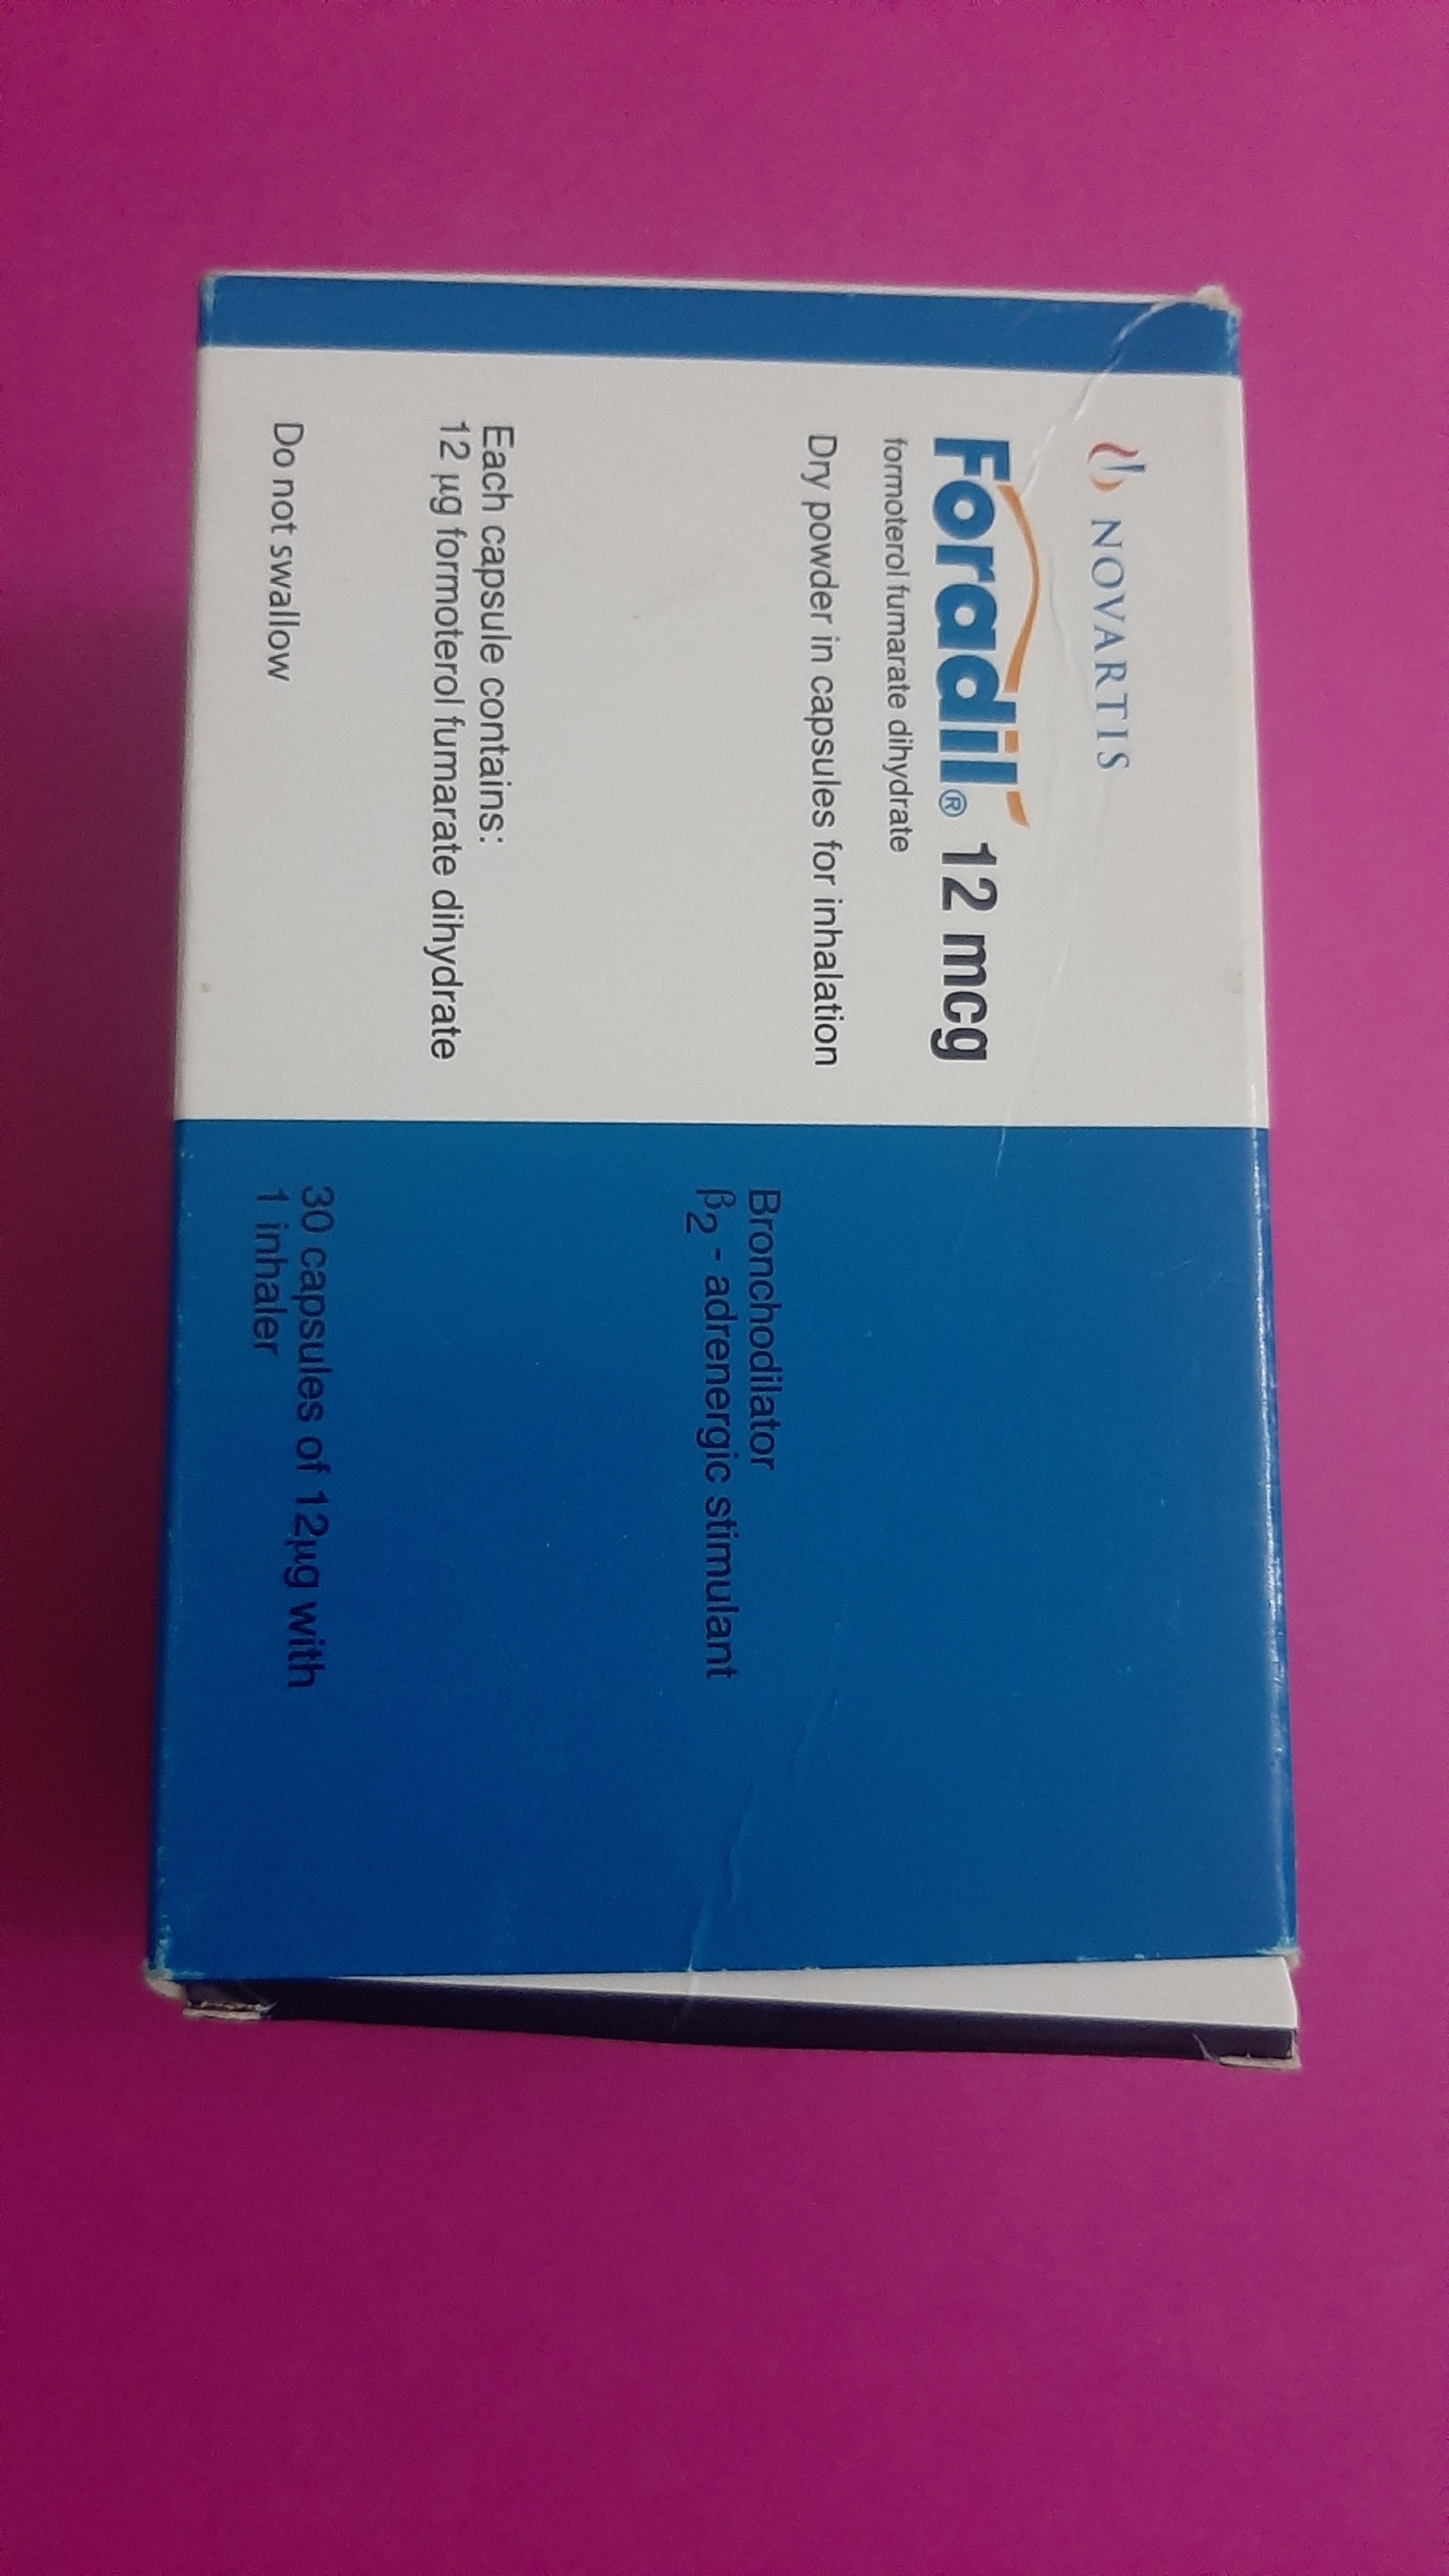 NOVARTIS
Foradil® 12 mcg
formoterol fumarate dihydrate
Dry powder in capsules for inhalation
Each capsule contains:
12 µg formoterol fumarate dihydrate
Do not swallow
Bronchodilator
β2 - adrenergic stimulant
30 capsules of 12µg with
1 inhaler